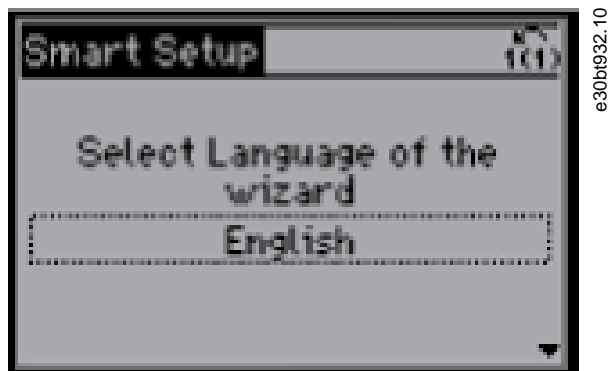 Smart Setup
1(1)
Select Language of the
wizard
English
e30bt932.10